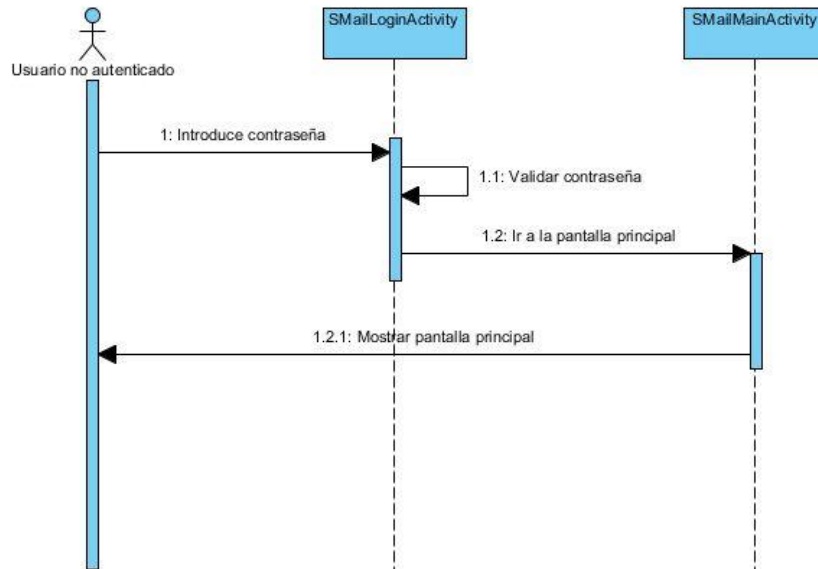 SMailLoginActivity
SMailMainActivity
Usuario no autenticado
1: Introduce contraseña
1.1: Validar contraseña
1.2: Ir a la pantalla principal
1.2.1: Mostrar pantalla principal